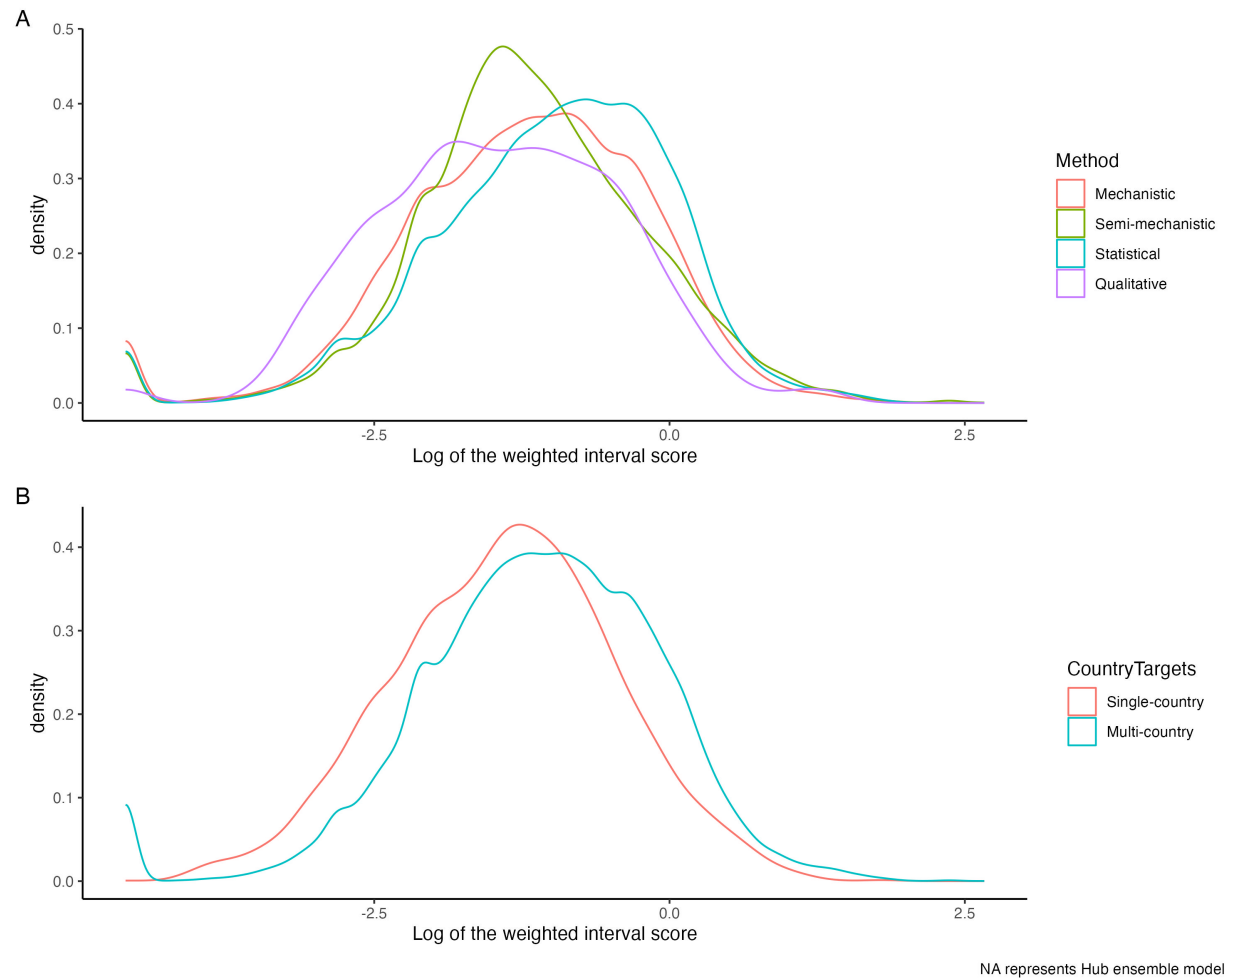 A
0.5
0.4
0.3
0.2
0.1
0.0
density
-2.5
0.0
2.5
Log of the weighted interval score
Method
Mechanistic
Semi-mechanistic
Statistical
Qualitative
B
0.4
0.3
0.2
0.1
0.0
density
-2.5
0.0
2.5
Log of the weighted interval score
CountryTargets
Single-country
Multi-country
NA represents Hub ensemble model